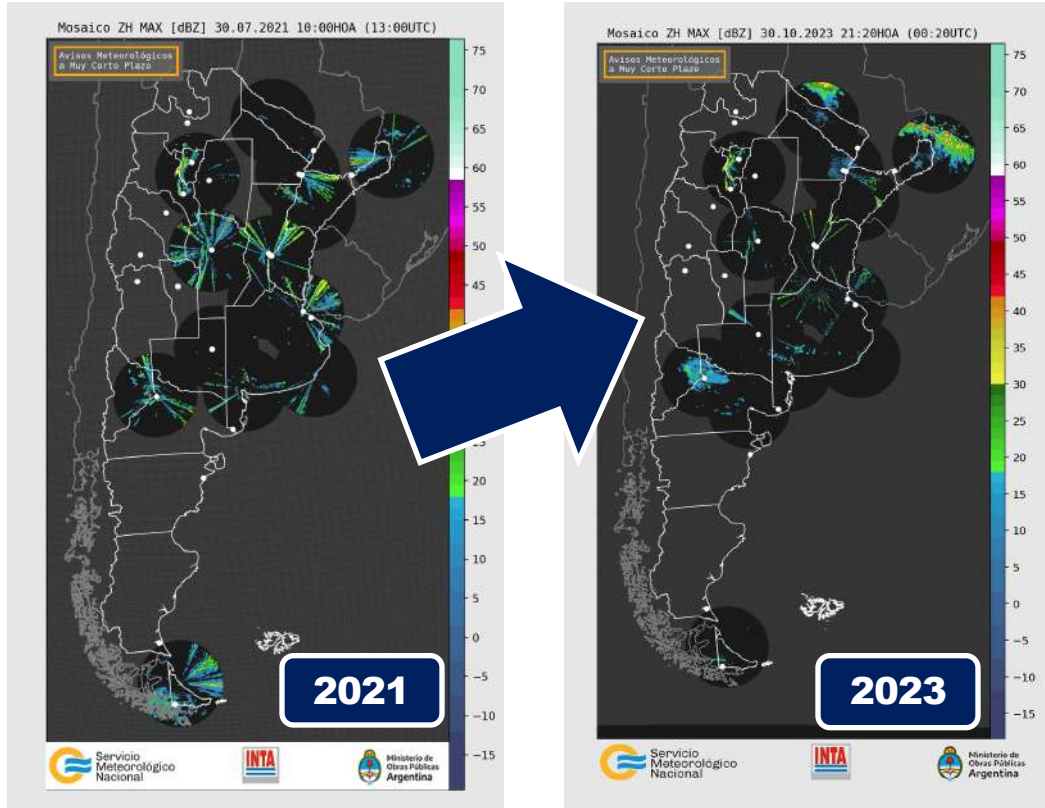 Mosaico ZH MAX [dBZ] 30.07.2021 10:00HOA (13:00UTC)
Avisos Meteorológicos
a Muy Corto Plazo
75
70
65
60
55
50
45
40
25
20
15
10
5
0
−5
−10
−15
2021
Servicio
Meteorológico
Nacional
INTA
Ministerio de
Obras Públicas
Argentina
Mosaico ZH MAX [dBZ] 30.10.2023 21:20HOA (00:20UTC)
Avisos Meteorológicos
a Muy Corto Plazo
75
70
65
60
55
50
45
40
35
30
25
20
15
10
5
0
−5
−10
−15
2023
Servicio
Meteorológico
Nacional
INTA
Ministerio de
Obras Públicas
Argentina